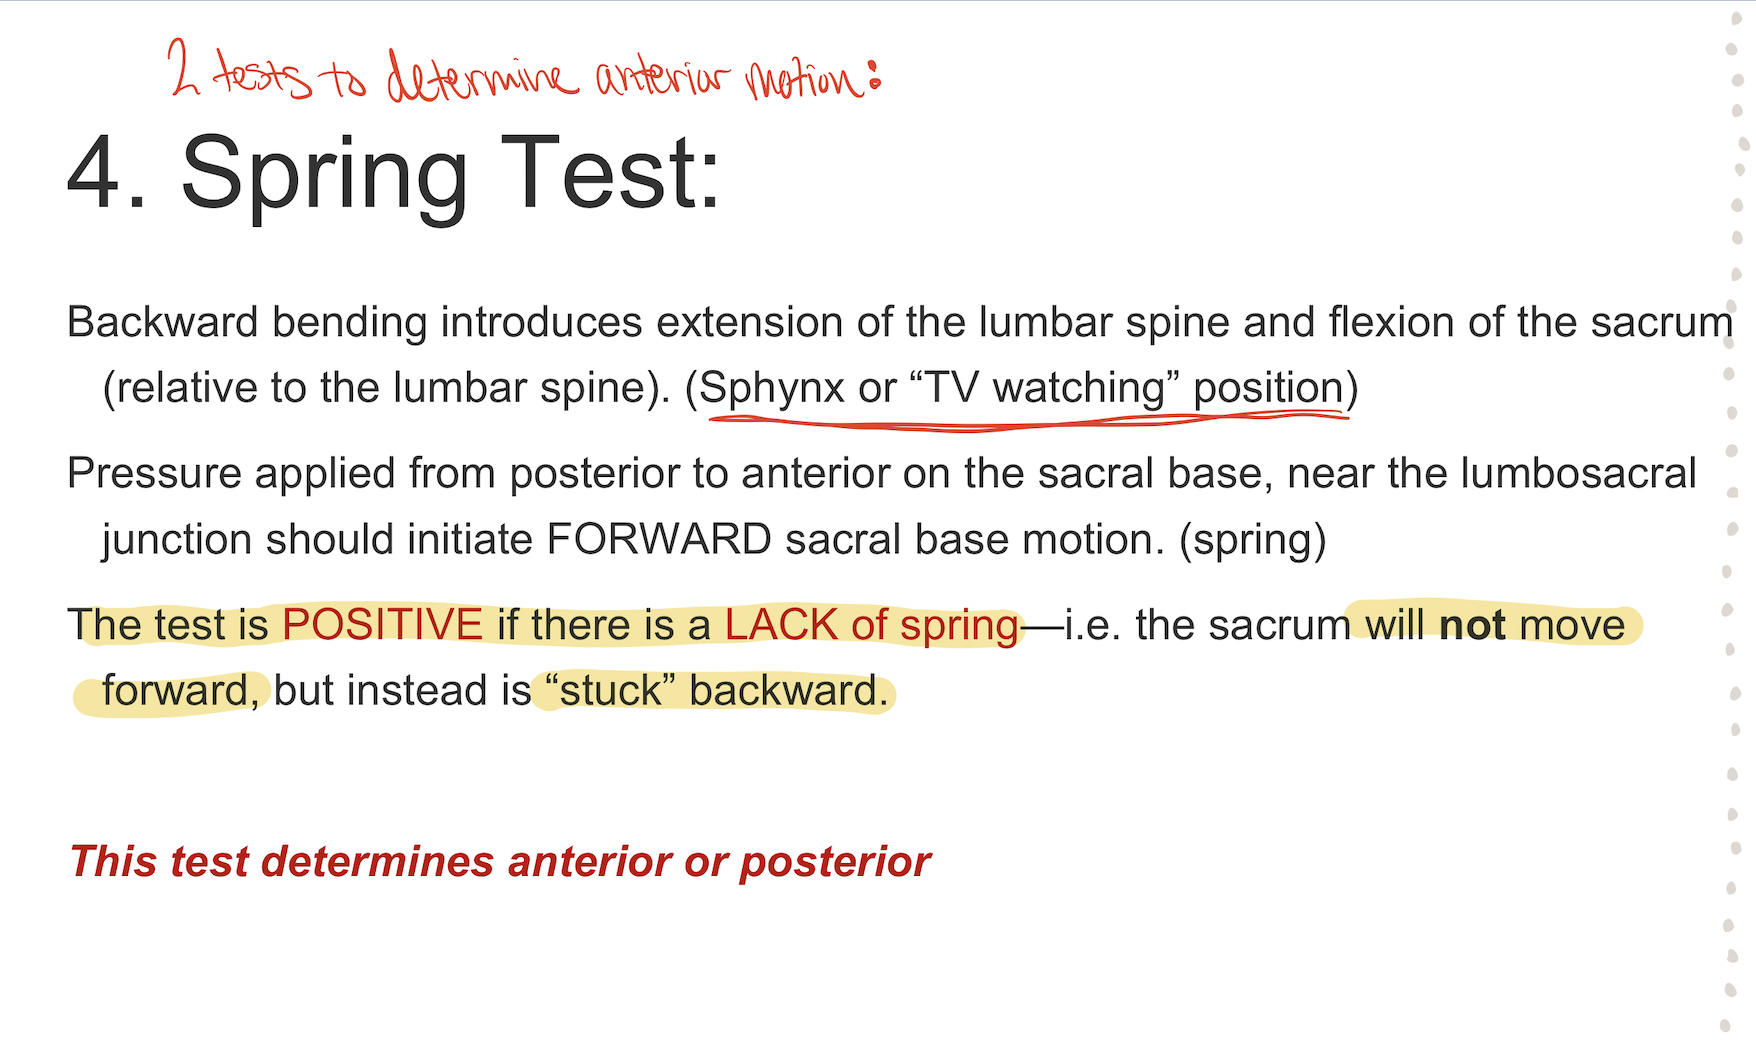 2 tests to determine anterior motion:
4. Spring Test:
Backward bending introduces extension of the lumbar spine and flexion of the sacrum
(relative to the lumbar spine). (Sphynx or “TV watching” position)
Pressure applied from posterior to anterior on the sacral base, near the lumbosacral
junction should initiate FORWARD sacral base motion. (spring)
The test is POSITIVE if there is a LACK of spring—i.e. the sacrum will not move
forward, but instead is “stuck” backward.
This test determines anterior or posterior